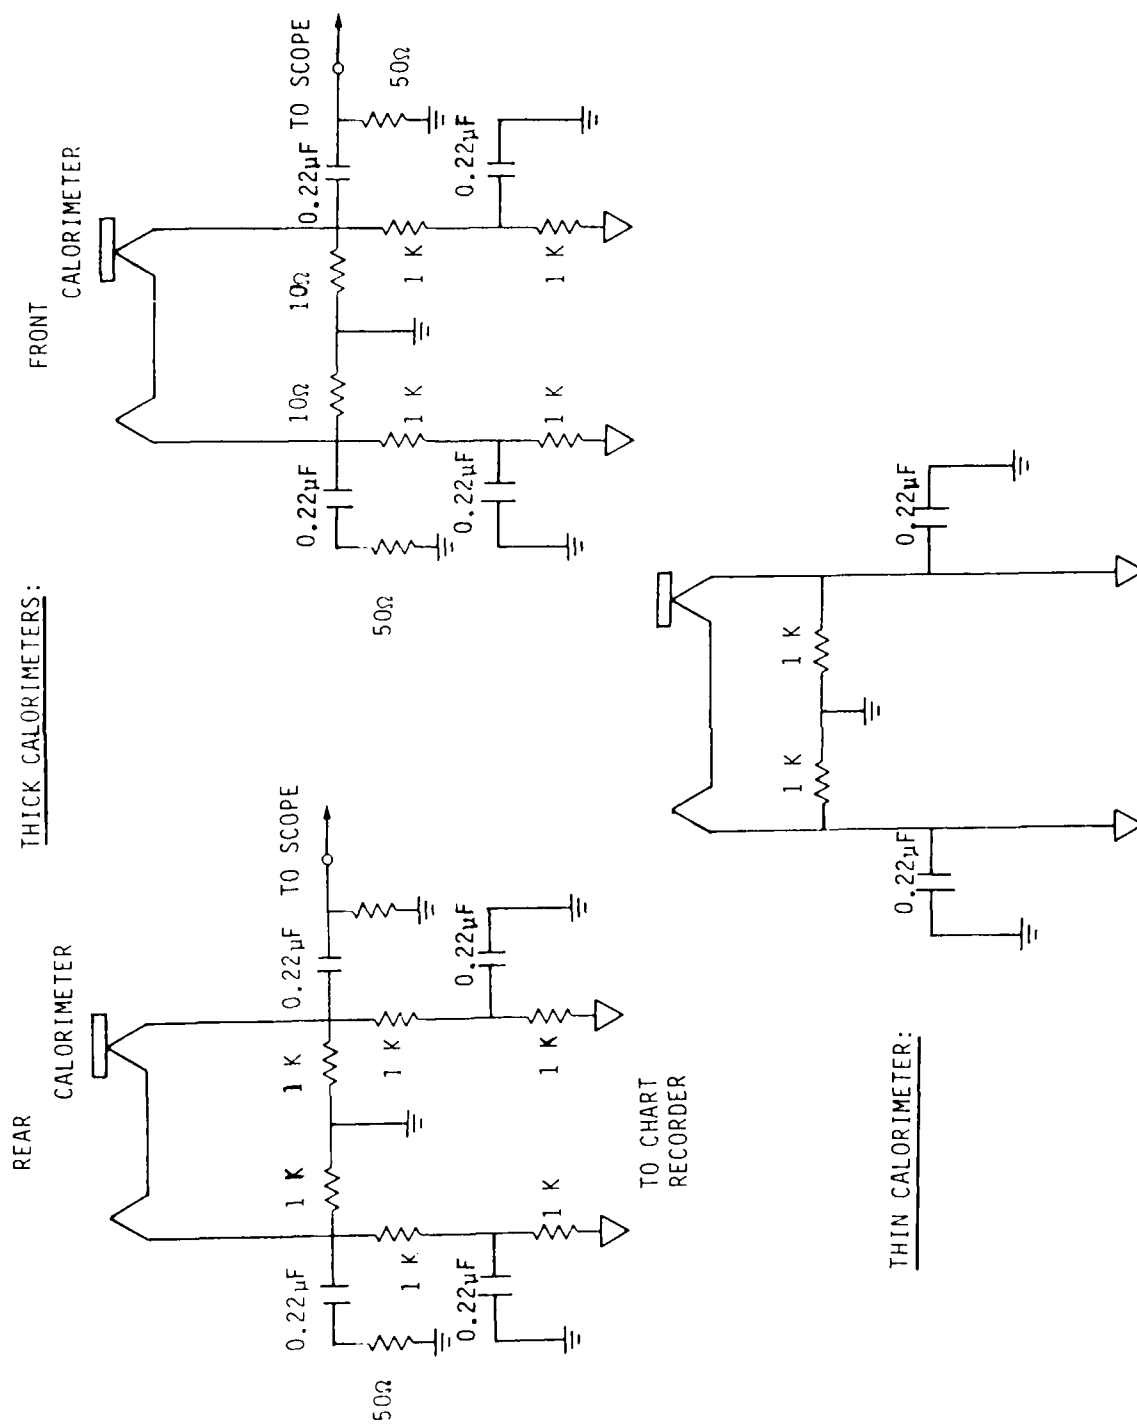 THICK CALORIMETERS:
REAR
CALORIMETER
0.22µF TO SCOPE
1 K
1 K
0.22µF
50Ω
1 K
1 K
0.22µF
0.22µF
1 K
1 K
TO CHART
RECORDER
FRONT
CALORIMETER
0.22µF TO SCOPE
50Ω
10Ω
10Ω
0.22µF
50Ω
1 K
1 K
0.22µF
0.22µF
1 K
1 K
THIN CALORIMETER:
1 K
1 K
0.22µF
0.22µF